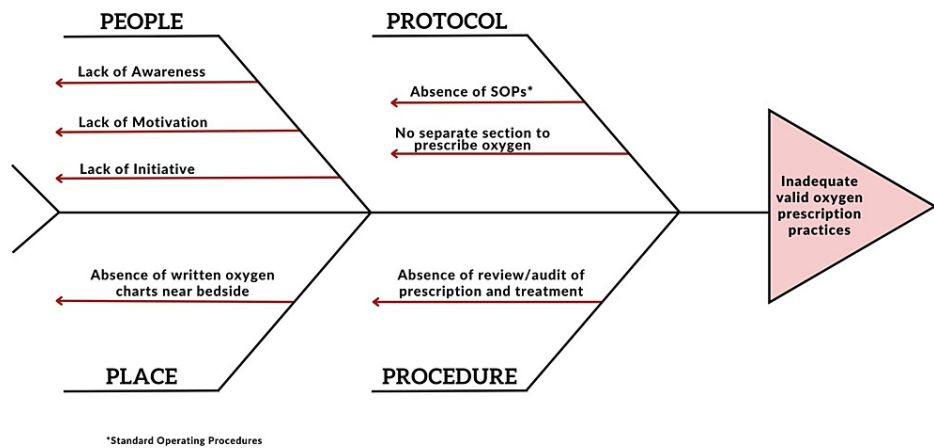 PEOPLE
Lack of Awareness
Lack of Motivation
Lack of Initiative
PROTOCOL
Absence of SOPs*
No separate section to
prescribe oxygen
Inadequate
valid oxygen
prescription
practices
Absence of written oxygen
charts near bedside
PLACE
Absence of review/audit of
prescription and treatment
PROCEDURE
*Standard Operating Procedures